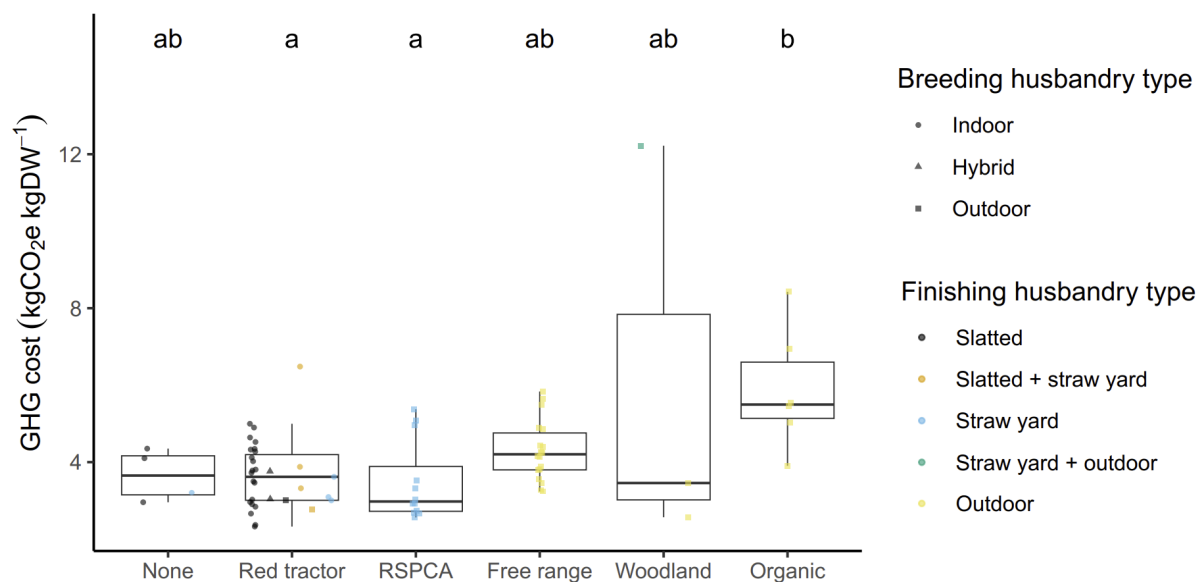 ab a a ab ab b
GHG cost (kgCO₂e kgDW⁻¹)
12
8
4
None Red tractor RSPCA Free range Woodland Organic
Breeding husbandry type
Indoor
Hybrid
Outdoor
Finishing husbandry type
Slatted
Slatted + straw yard
Straw yard
Straw yard + outdoor
Outdoor